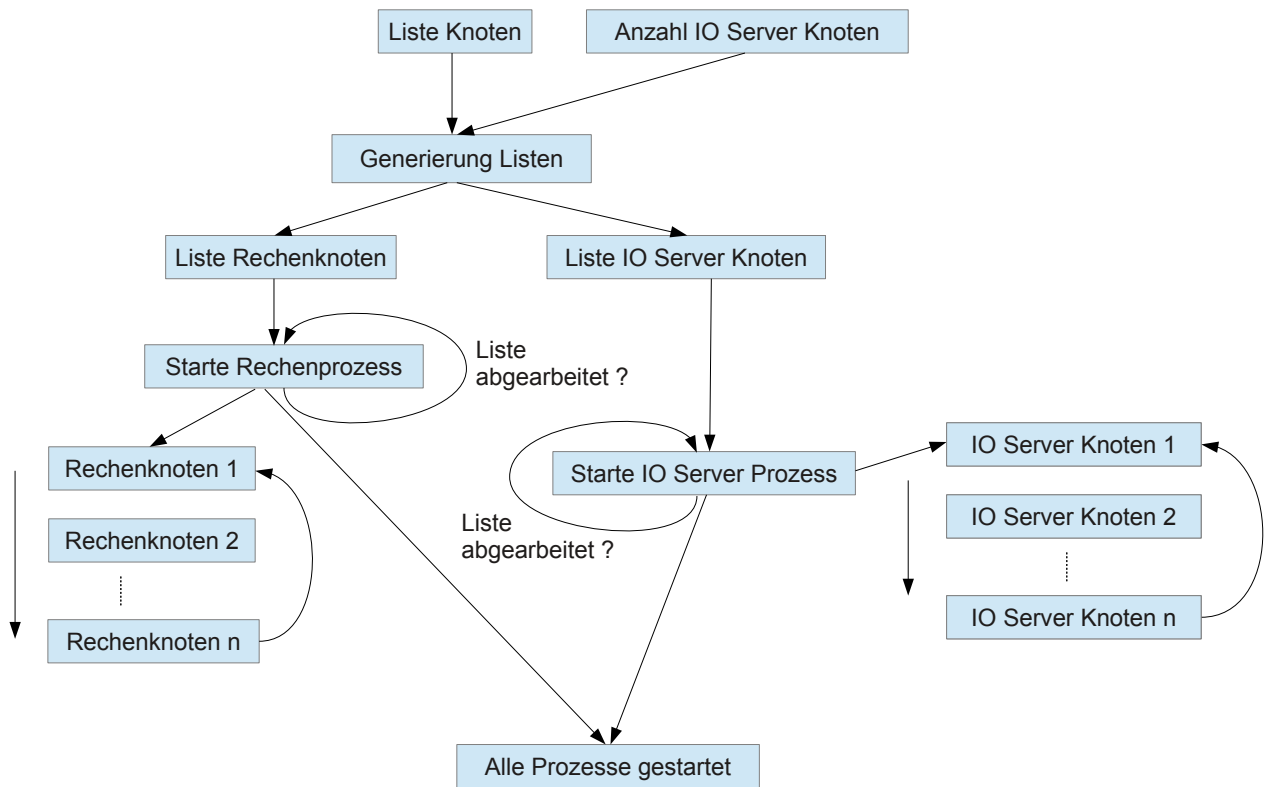 Liste Knoten
Anzahl IO Server Knoten
Generierung Listen
Liste Rechenknoten
Liste IO Server Knoten
Starte Rechenprozess
Liste
abgearbeitet ?
Rechenknoten 1
Rechenknoten 2
Rechenknoten n
Starte IO Server Prozess
Liste
abgearbeitet ?
IO Server Knoten 1
IO Server Knoten 2
IO Server Knoten n
Alle Prozesse gestartet